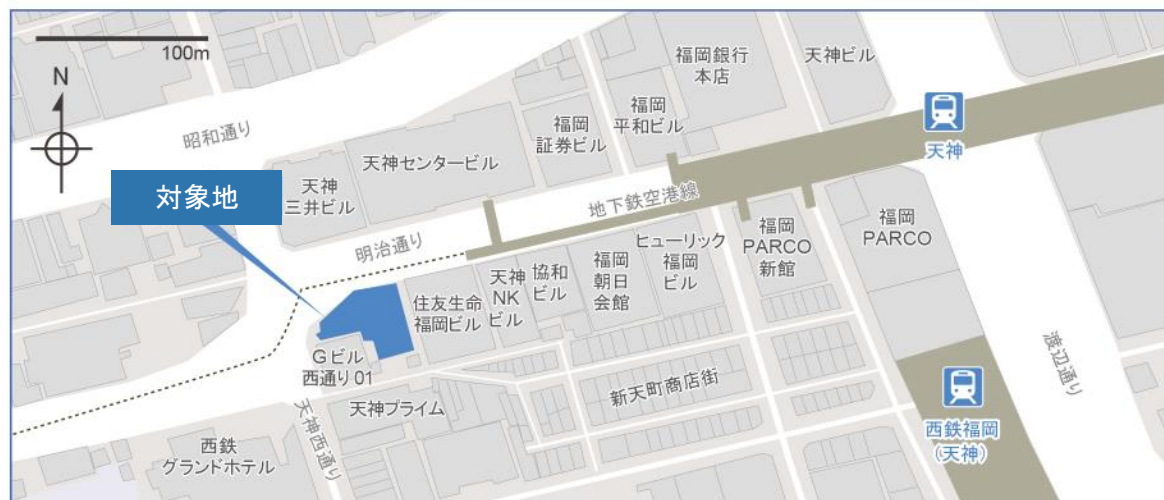 100m
N
昭和通り
対象地
天神
三井ビル
天神センタービル
福岡
証券ビル
福岡
平和ビル
福岡銀行
本店
天神ビル
天神
明治通り
地下鉄空港線
住友生命
福岡ビル
天神
NK
ビル
協和
ビル
福岡
朝日
会館
ヒューリック
福岡
ビル
福岡
PARCO
新館
福岡
PARCO
Gビル
西通り01
天神プライム
新天町商店街
渡辺通り
西鉄福岡
(天神)
西鉄
グランドホテル
天神西通り